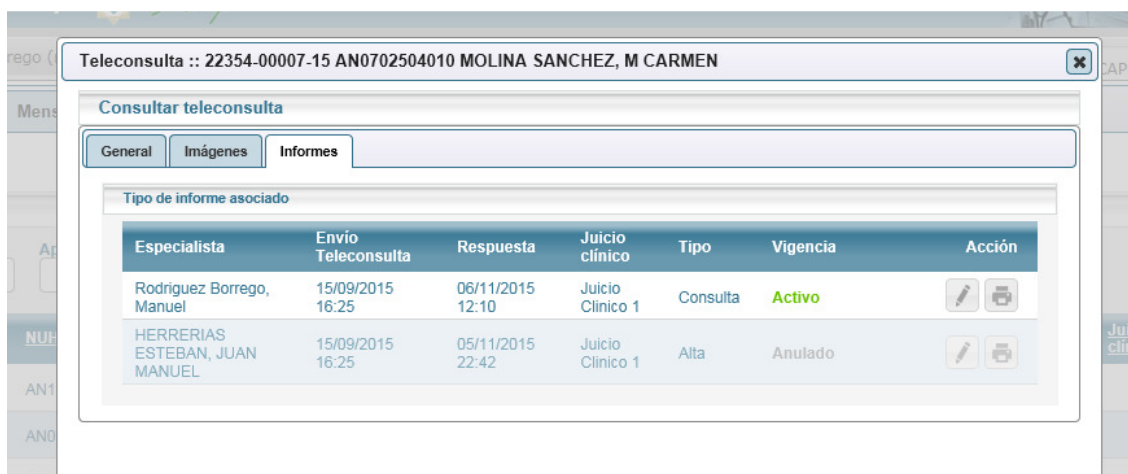 Teleconsulta :: 22354-00007-15 AN0702504010 MOLINA SANCHEZ, M CARMEN
Consultar teleconsulta
General Imágenes Informes
Tipo de informe asociado
Especialista Envío Teleconsulta Respuesta Juicio clínico Tipo Vigencia Acción
Rodriguez Borrego, Manuel 15/09/2015 16:25 06/11/2015 12:10 Juicio Clinico 1 Consulta Activo
HERRERIAS ESTEBAN, JUAN MANUEL 15/09/2015 16:25 05/11/2015 22:42 Juicio Clinico 1 Alta Anulado
rego (
CAP
Mens
Ap
NUH
AN1
AN0